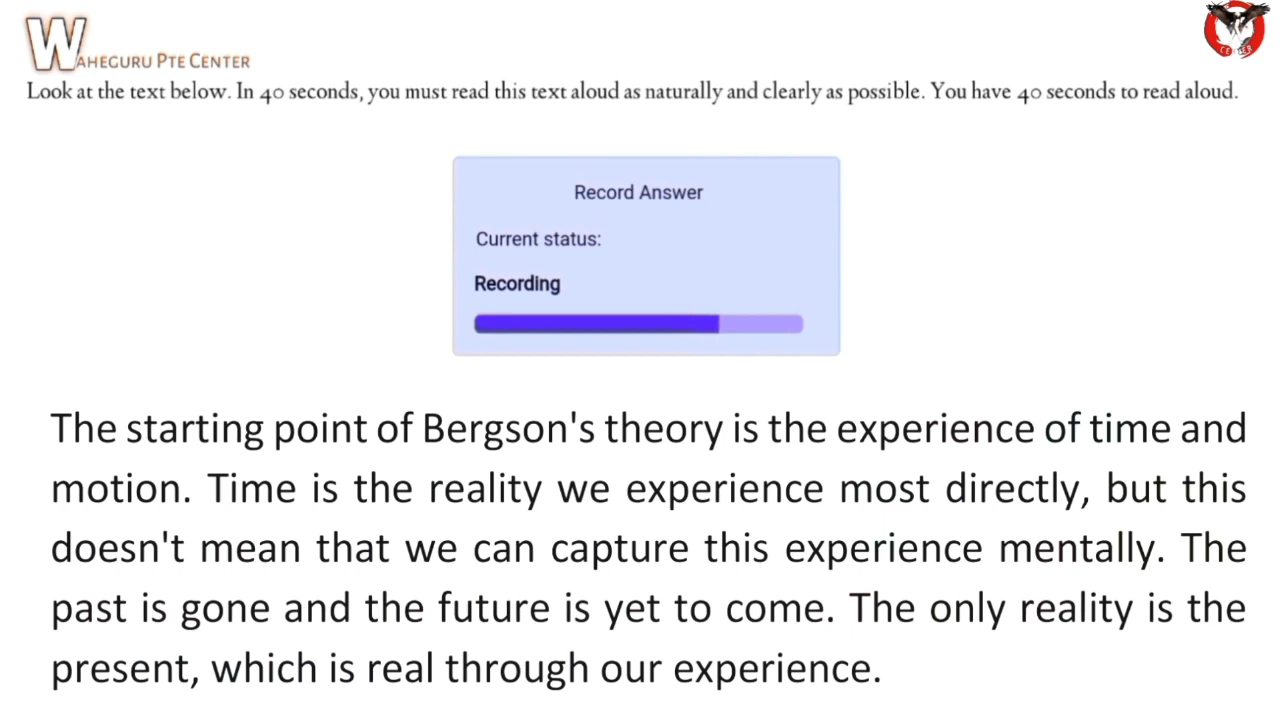 WAHEGURU PTE CENTER
Look at the text below. In 40 seconds, you must read this text aloud as naturally and clearly as possible. You have 40 seconds to read aloud.
Record Answer
Current status:
Recording
The starting point of Bergson's theory is the experience of time and
motion. Time is the reality we experience most directly, but this
doesn't mean that we can capture this experience mentally. The
past is gone and the future is yet to come. The only reality is the
present, which is real through our experience.